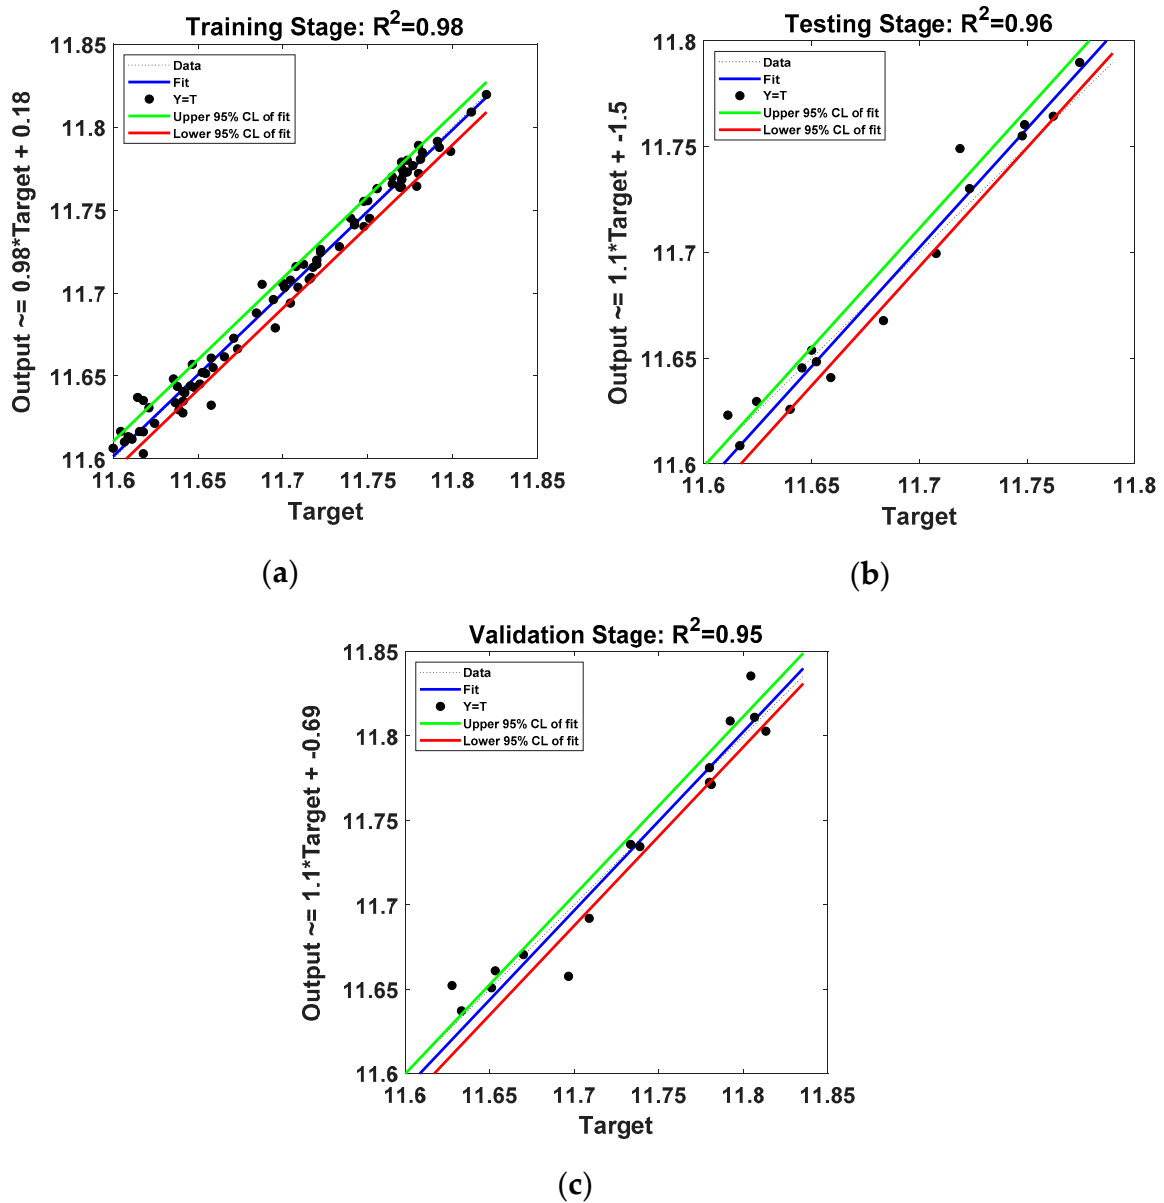 Training Stage: R²=0.98
Output ~= 0.98*Target + 0.18
11.85
11.8
11.75
11.7
11.65
11.6
Data
Fit
Y=T
Upper 95% CL of fit
Lower 95% CL of fit
11.6 11.65 11.7 11.75 11.8 11.85
Target
(a)
Testing Stage: R²=0.96
Output ~= 1.1*Target + -1.5
11.8
11.75
11.7
11.65
11.6
Data
Fit
Y=T
Upper 95% CL of fit
Lower 95% CL of fit
11.6 11.65 11.7 11.75 11.8
Target
(b)
Validation Stage: R²=0.95
Output ~= 1.1*Target + -0.69
11.85
11.8
11.75
11.7
11.65
11.6
Data
Fit
Y=T
Upper 95% CL of fit
Lower 95% CL of fit
11.6 11.65 11.7 11.75 11.8 11.85
Target
(c)